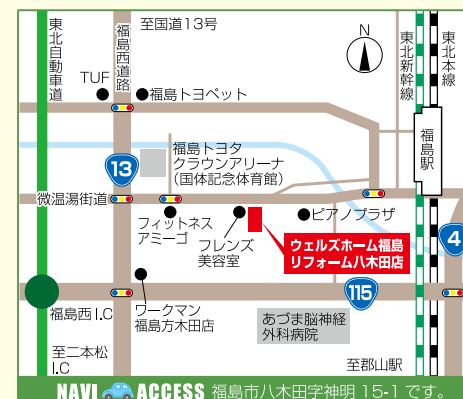 至国道13号
東北自動車道
福島西道路
N
東北新幹線
東北本線
TUF
福島トヨペット
福島トヨタ
クラウンアリーナ
(国体記念体育館)
福島駅
13
微温湯街道
フィットネス
アミーゴ
フレンズ
美容室
ピアノプラザ
ウェルズホーム福島
リフォーム八木田店
4
115
福島西I.C
ワークマン
福島方木田店
あづま脳神経
外科病院
至二本松
I.C
至郡山駅
NAVI ACCESS 福島市八木田字神明 15-1 です。